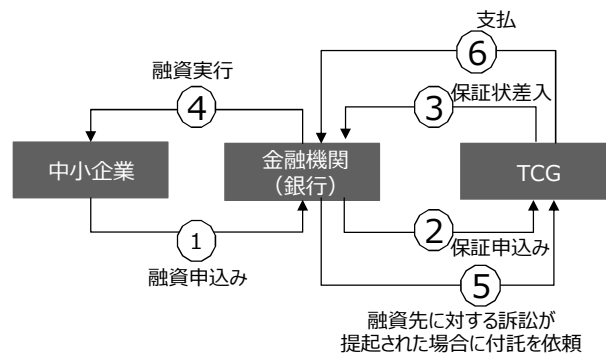 支払
⑥
融資実行
④
③
保証状差入
中小企業
金融機関
（銀行）
TCG
①
②
融資申込み
保証申込み
⑤
融資先に対する訴訟が
提起された場合に付託を依頼